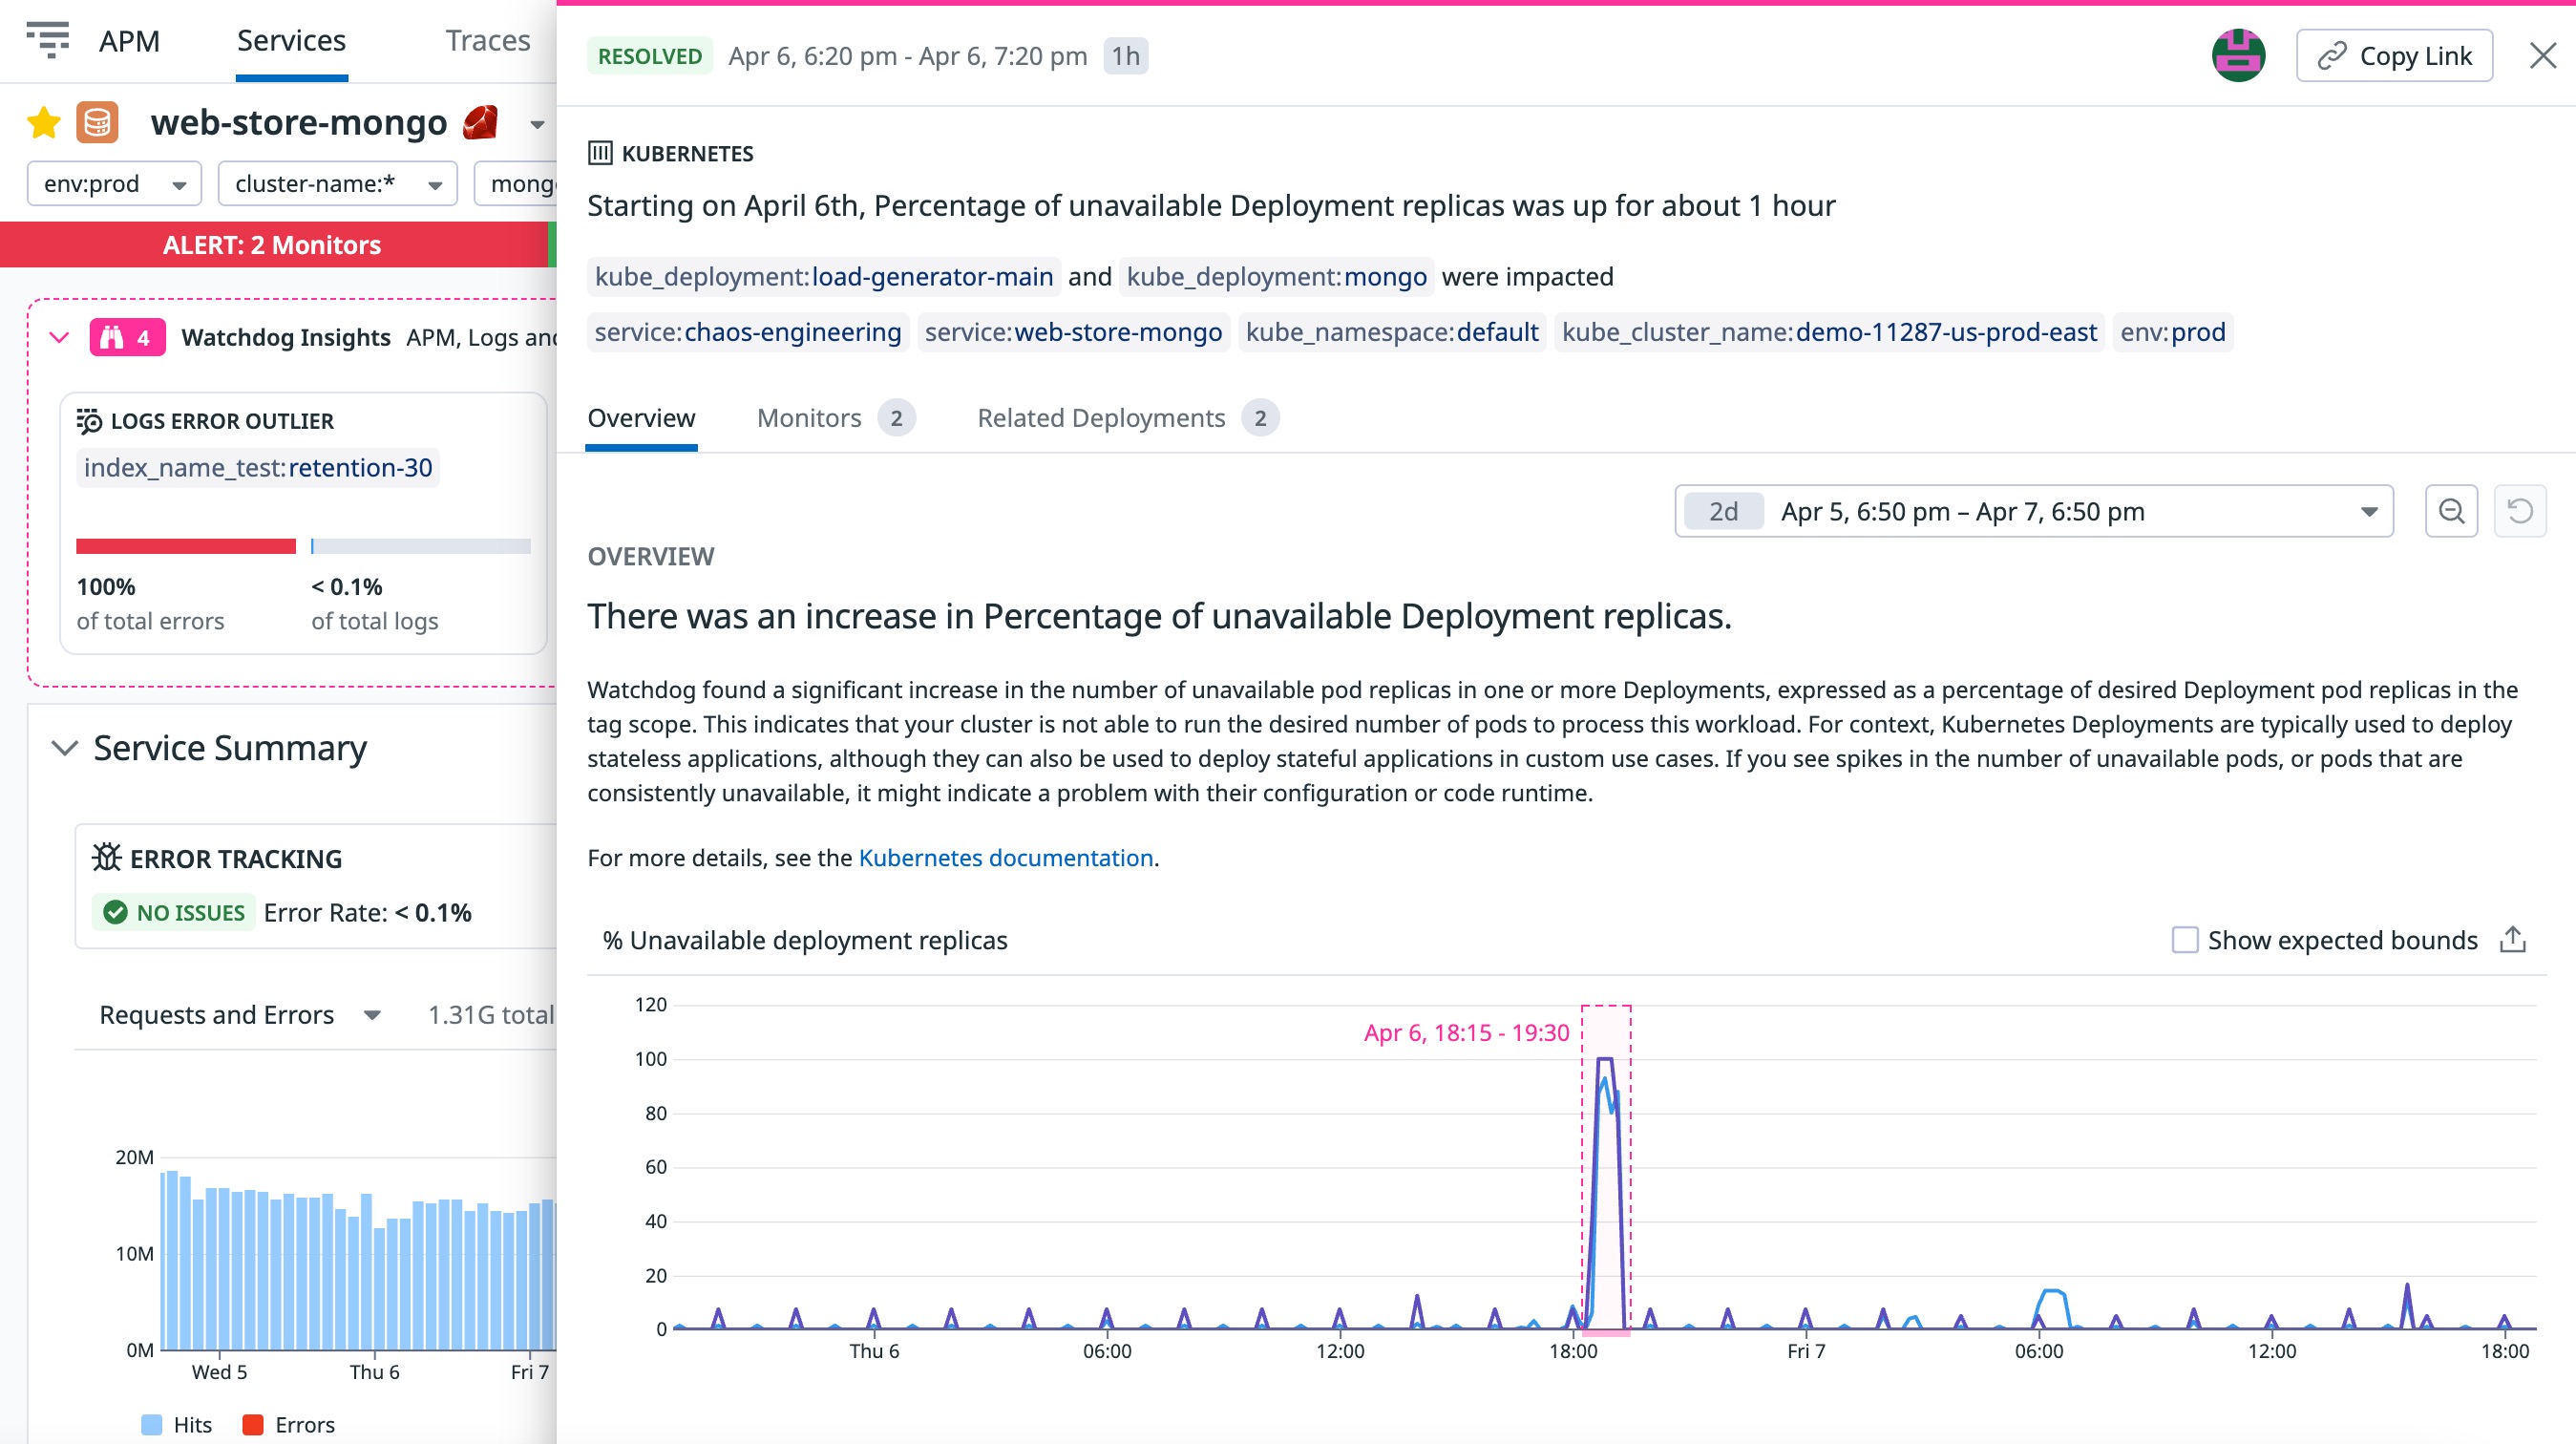 APM Services Traces
web-store-mongo
env:prod cluster-name:*
ALERT: 2 Monitors
4 Watchdog Insights APM, Logs
LOGS ERROR OUTLIER
index_name_test:retention-30
100% < 0.1%
of total errors of total logs
Service Summary
ERROR TRACKING
NO ISSUES Error Rate: < 0.1%
Requests and Errors 1.31G total
20M
10M
0M
Wed 5 Thu 6 Fri 7
Hits Errors
RESOLVED Apr 6, 6:20 pm - Apr 6, 7:20 pm 1h Copy Link
KUBERNETES
Starting on April 6th, Percentage of unavailable Deployment replicas was up for about 1 hour
kube_deployment:load-generator-main and kube_deployment:mongo were impacted
service:chaos-engineering service:web-store-mongo kube_namespace:default kube_cluster_name:demo-11287-us-prod-east env:prod
Overview Monitors 2 Related Deployments 2
2d Apr 5, 6:50 pm – Apr 7, 6:50 pm
OVERVIEW
There was an increase in Percentage of unavailable Deployment replicas.
Watchdog found a significant increase in the number of unavailable pod replicas in one or more Deployments, expressed as a percentage of desired Deployment pod replicas in the
tag scope. This indicates that your cluster is not able to run the desired number of pods to process this workload. For context, Kubernetes Deployments are typically used to deploy
stateless applications, although they can also be used to deploy stateful applications in custom use cases. If you see spikes in the number of unavailable pods, or pods that are
consistently unavailable, it might indicate a problem with their configuration or code runtime.
For more details, see the Kubernetes documentation.
% Unavailable deployment replicas Show expected bounds
120
Apr 6, 18:15 - 19:30
100
80
60
40
20
0
Thu 6 06:00 12:00 18:00 Fri 7 06:00 12:00 18:00